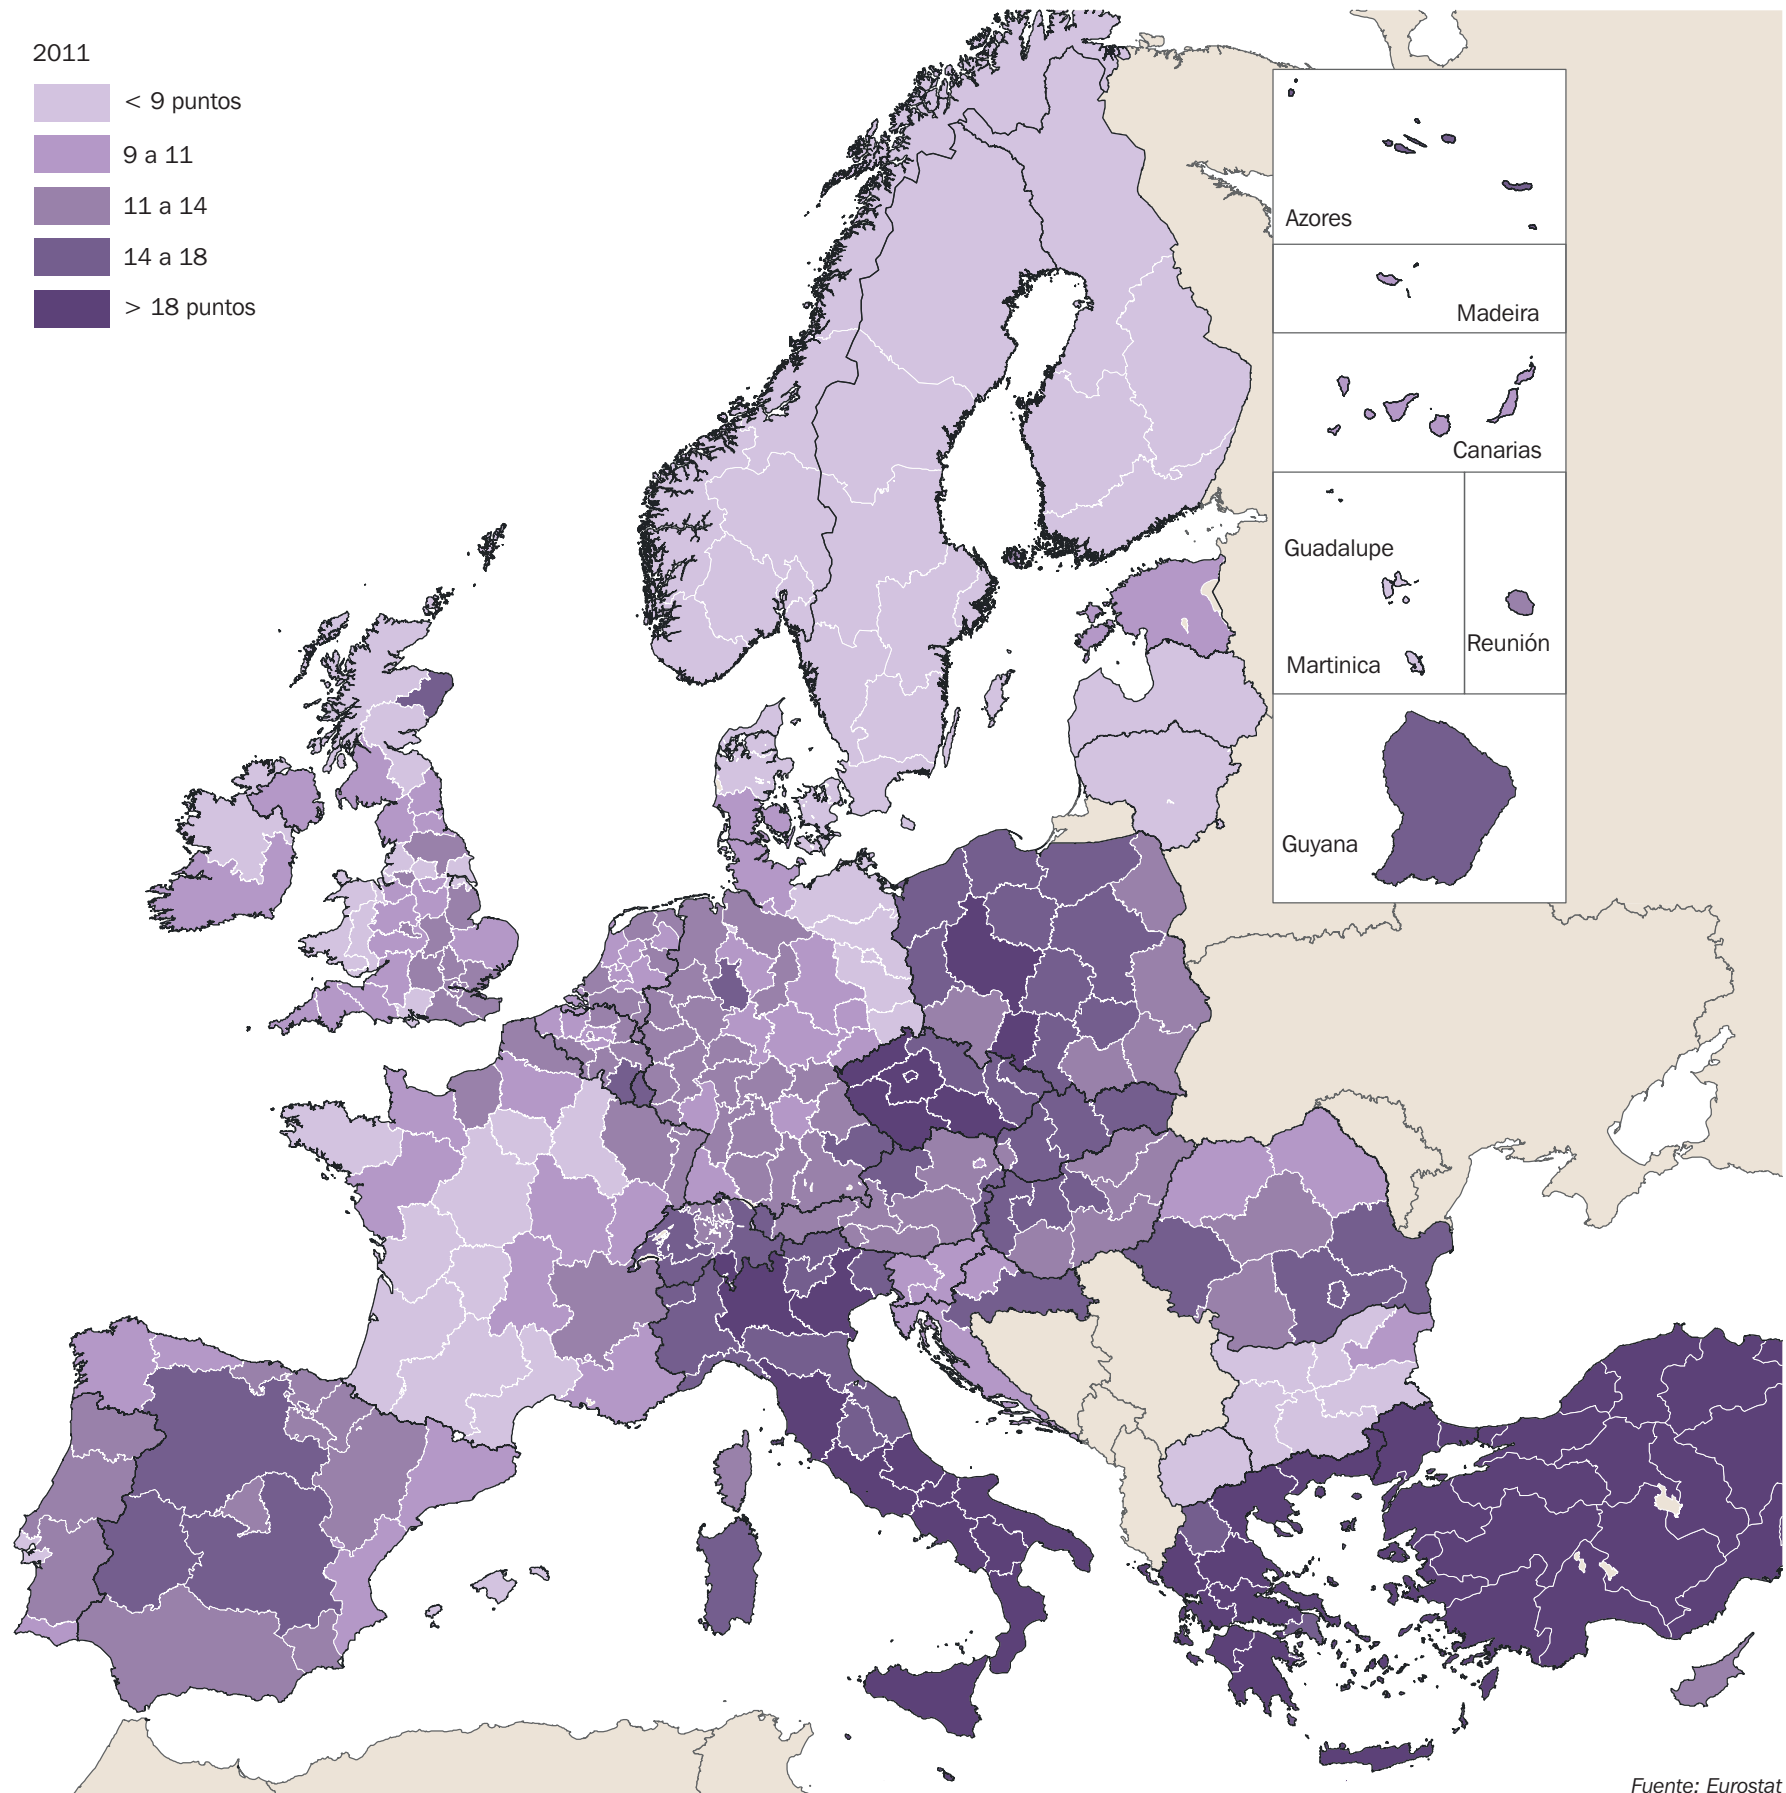 2011
< 9 puntos
9 a 11
11 a 14
14 a 18
> 18 puntos
Azores
Madeira
Canarias
Guadalupe
Martinica
Reunión
Guyana
Fuente: Eurostat